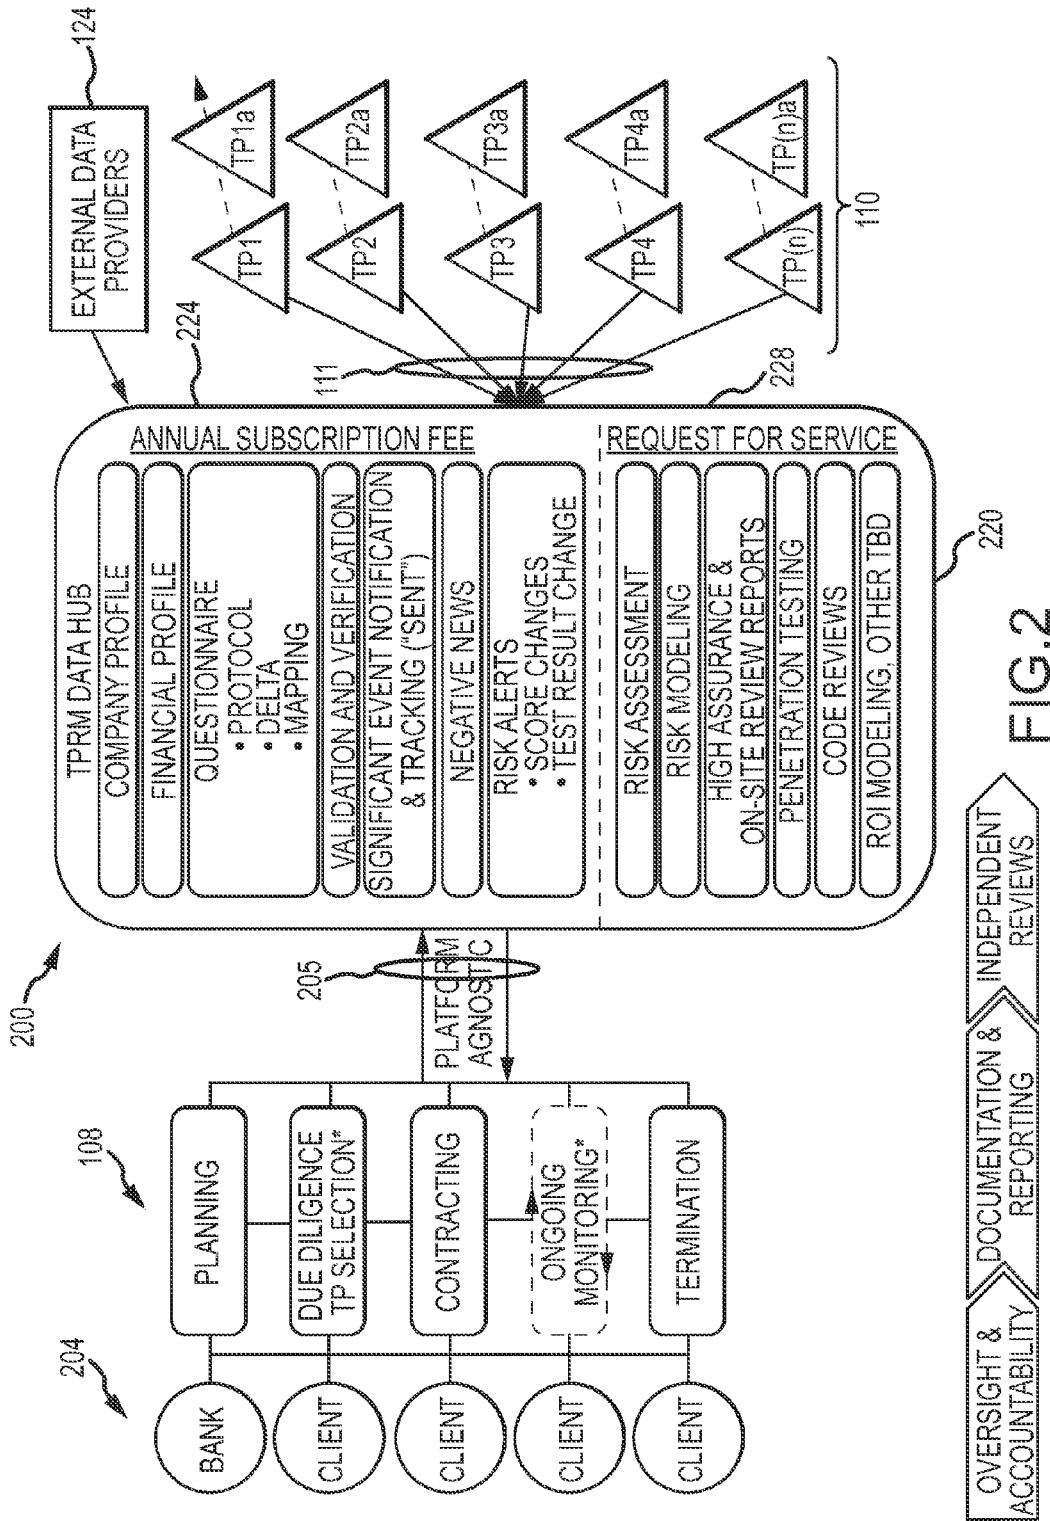 200
204
BANK
CLIENT
CLIENT
CLIENT
CLIENT
108
PLANNING
DUE DILIGENCE
TP SELECTION*
CONTRACTING
ONGOING
MONITORING*
TERMINATION
205
PLATFORM
AGNOSTIC
TPRM DATA HUB
COMPANY PROFILE
FINANCIAL PROFILE
QUESTIONNAIRE
• PROTOCOL
• DELTA
• MAPPING
VALIDATION AND VERIFICATION
SIGNIFICANT EVENT NOTIFICATION
& TRACKING ("SENT")
NEGATIVE NEWS
RISK ALERTS
• SCORE CHANGES
• TEST RESULT CHANGE
ANNUAL SUBSCRIPTION FEE
RISK ASSESSMENT
RISK MODELING
HIGH ASSURANCE &
ON-SITE REVIEW REPORTS
PENETRATION TESTING
CODE REVIEWS
ROI MODELING, OTHER TBD
REQUEST FOR SERVICE
220
224
228
111
EXTERNAL DATA
PROVIDERS
124
TP1
TP1a
TP2
TP2a
TP3
TP3a
TP4
TP4a
TP(n)
TP(n)a
110
OVERSIGHT &
ACCOUNTABILITY
DOCUMENTATION &
REPORTING
INDEPENDENT
REVIEWS
FIG.2